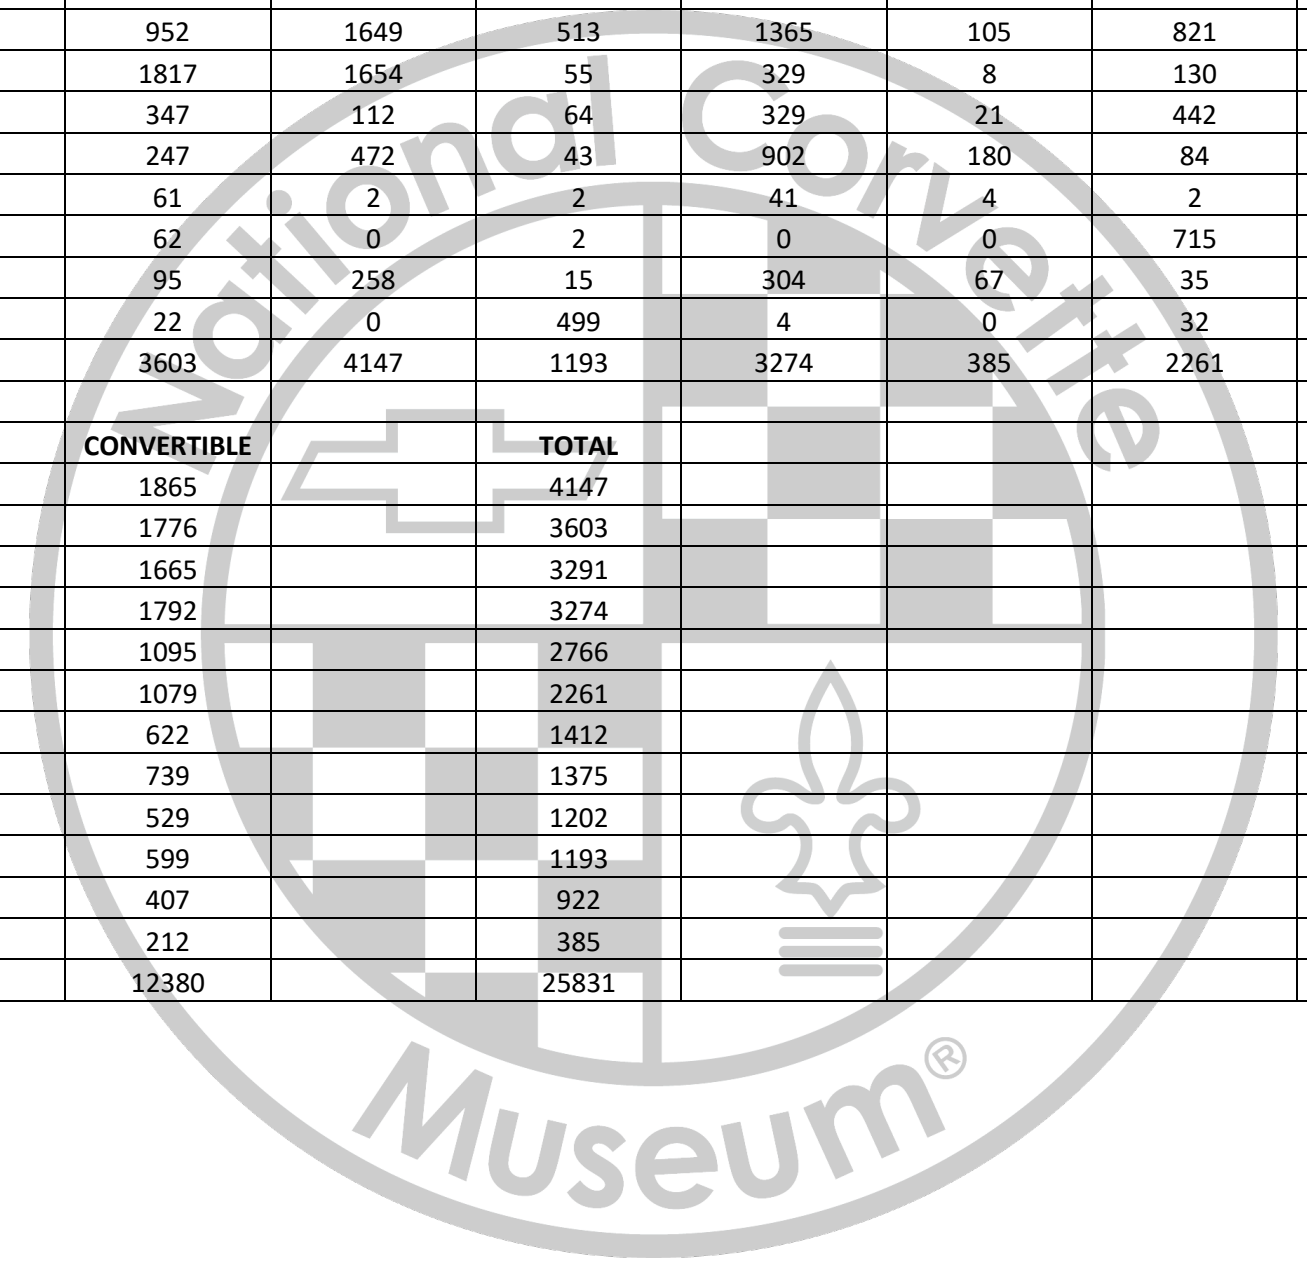 952 1649 513 1365 105 821
1817 1654 55 329 8 130
347 112 64 329 21 442
247 472 43 902 180 84
61 2 2 41 4 2
62 0 2 0 0 715
95 258 15 304 67 35
22 0 499 4 0 32
3603 4147 1193 3274 385 2261
CONVERTIBLE TOTAL
1865 4147
1776 3603
1665 3291
1792 3274
1095 2766
1079 2261
622 1412
739 1375
529 1202
599 1193
407 922
212 385
12380 25831
National Corvette
Museum®